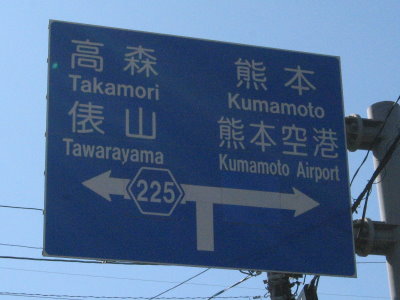 高森
Takamori
俵山
Tawarayama
熊本
Kumamoto
熊本空港
Kumamoto Airport
225